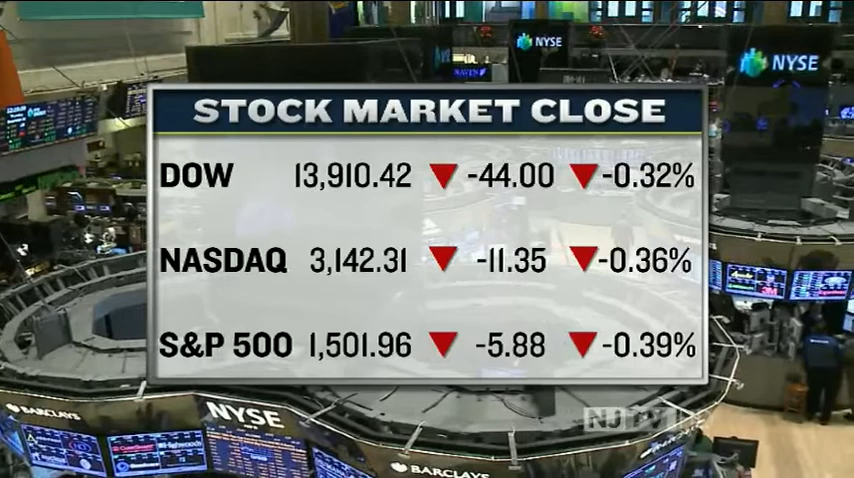 NYSE
NYSE
STOCK MARKET CLOSE
DOW 13,910.42 ▼ -44.00 ▼ -0.32%
NASDAQ 3,142.31 ▼ -11.35 ▼ -0.36%
S&P 500 1,501.96 ▼ -5.88 ▼ -0.39%
3M
BARCLAYS
NYSE
NJTV
BARCLAYS